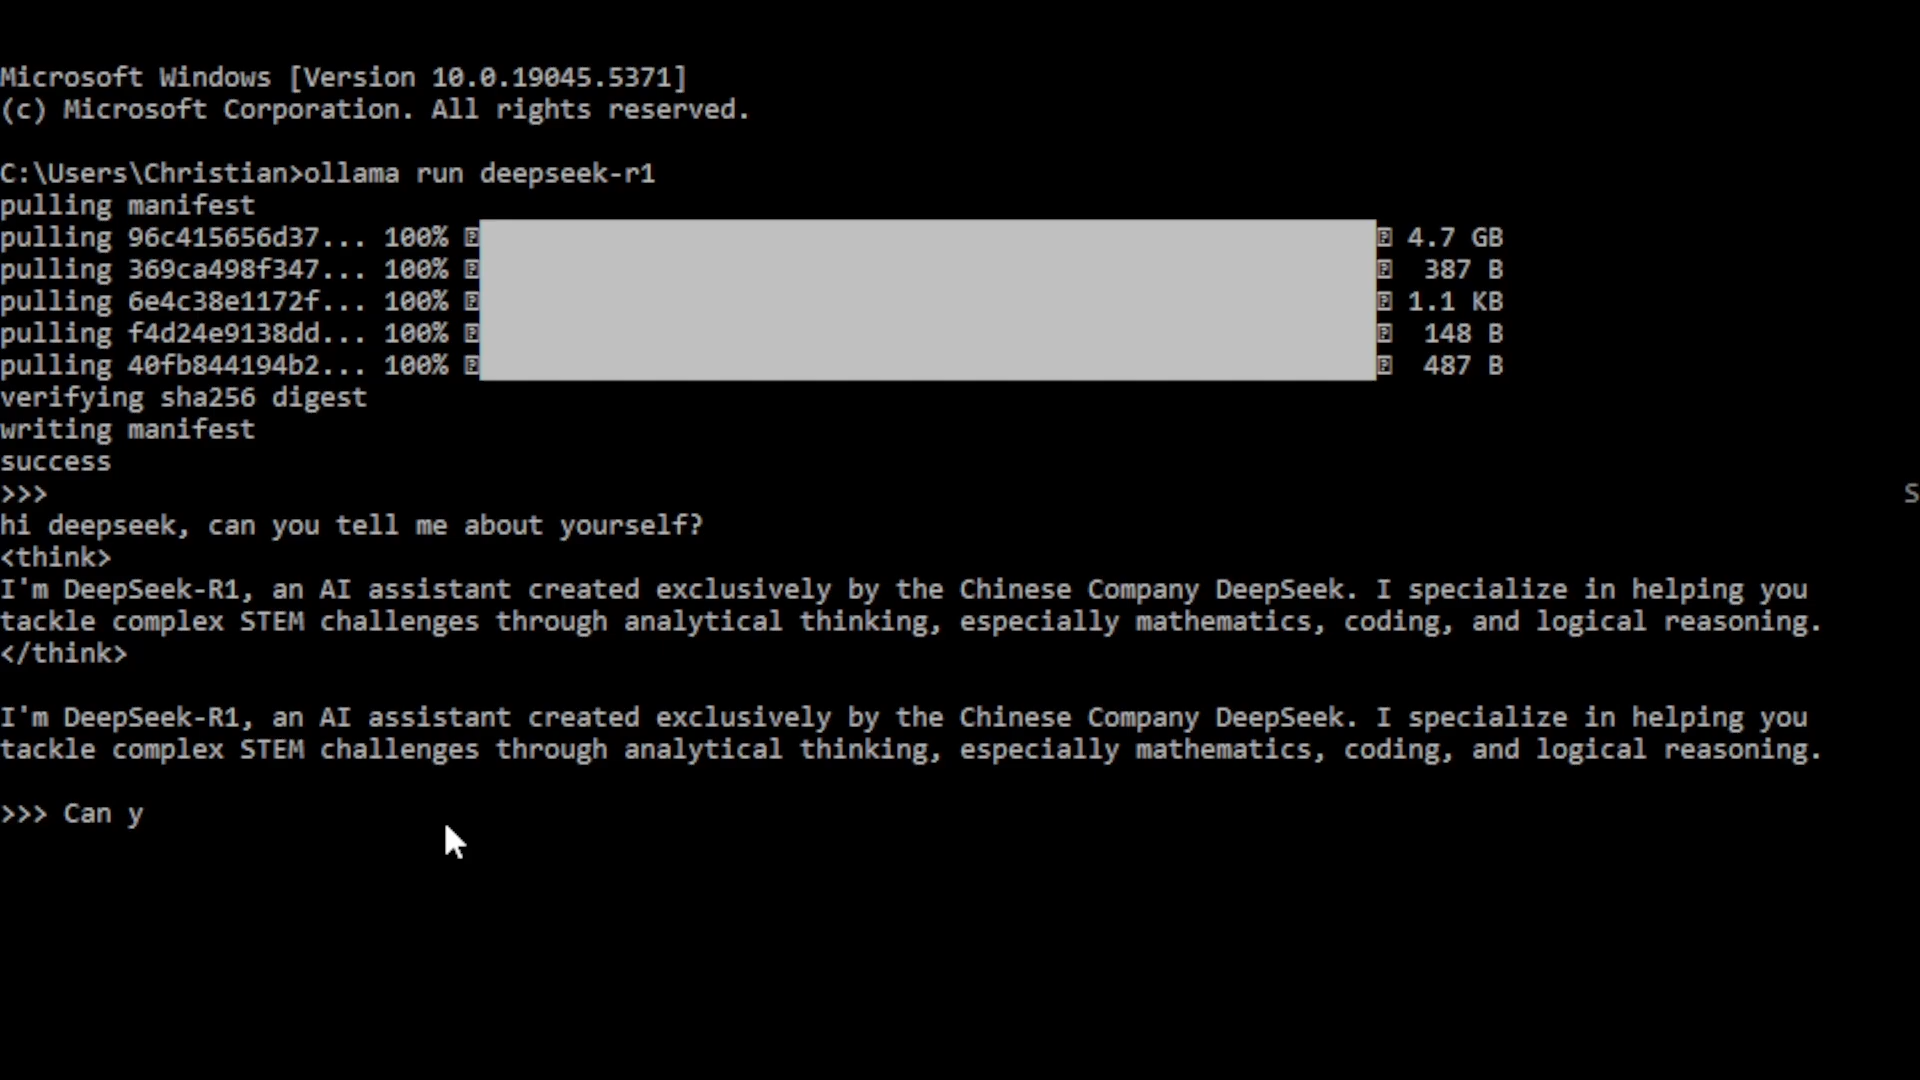 Microsoft Windows [Version 10.0.19045.5371]
(c) Microsoft Corporation. All rights reserved.
C:\Users\Christian>ollama run deepseek-r1
pulling manifest
pulling 96c415656d37... 100% 4.7 GB
pulling 369ca498f347... 100% 387 B
pulling 6e4c38e1172f... 100% 1.1 KB
pulling f4d24e9138dd... 100% 148 B
pulling 40fb844194b2... 100% 487 B
verifying sha256 digest
writing manifest
success
>>> S
hi deepseek, can you tell me about yourself?
<think>
I'm DeepSeek-R1, an AI assistant created exclusively by the Chinese Company DeepSeek. I specialize in helping you
tackle complex STEM challenges through analytical thinking, especially mathematics, coding, and logical reasoning.
</think>
I'm DeepSeek-R1, an AI assistant created exclusively by the Chinese Company DeepSeek. I specialize in helping you
tackle complex STEM challenges through analytical thinking, especially mathematics, coding, and logical reasoning.
>>> Can y